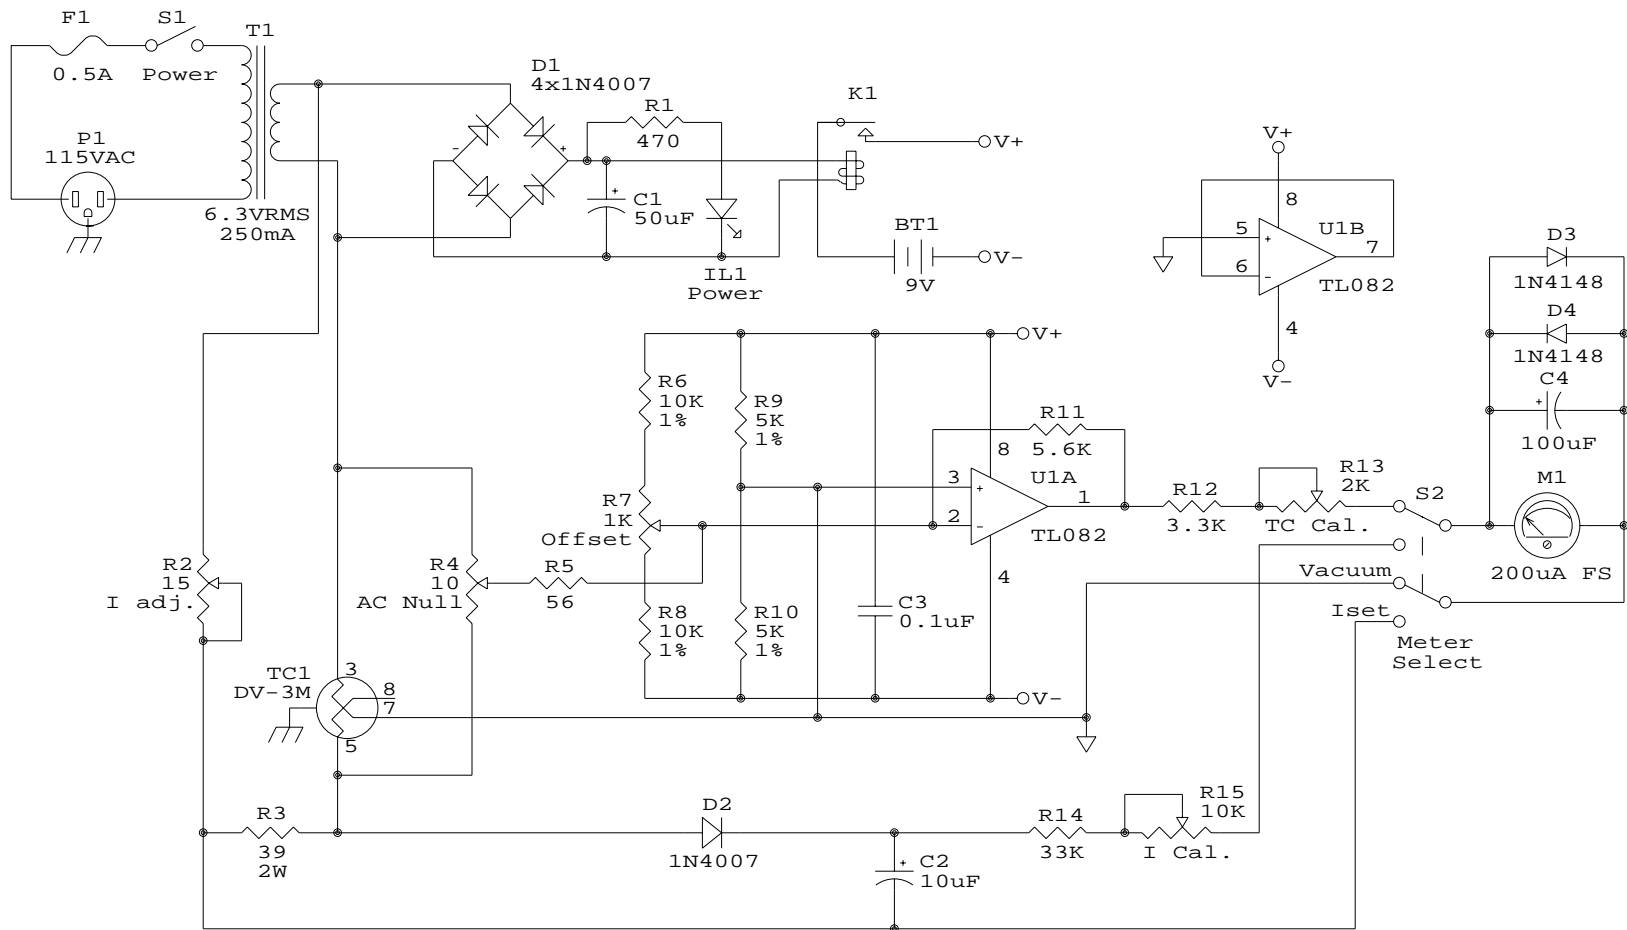 F1
S1
T1
0.5A
Power
P1
115VAC
6.3VRMS
250mA
D1
4x1N4007
-
+
R1
470
+
C1
50uF
IL1
Power
K1
V+
BT1
V-
9V
V+
8
5
+
U1B
7
6
-
TL082
4
V-
D3
1N4148
D4
1N4148
C4
+
100uF
M1
200uA FS
V+
R6
10K
1%
R9
5K
1%
R11
5.6K
8
U1A
3
+
1
2
-
TL082
4
R7
1K
Offset
R12
3.3K
R13
2K
TC Cal.
S2
Vacuum
Iset
Meter
Select
R2
15
I adj.
R4
10
AC Null
R5
56
R8
10K
1%
R10
5K
1%
C3
0.1uF
V-
TC1
DV-3M
3
8
7
5
R3
39
2W
D2
1N4007
+
C2
10uF
R14
33K
R15
10K
I Cal.